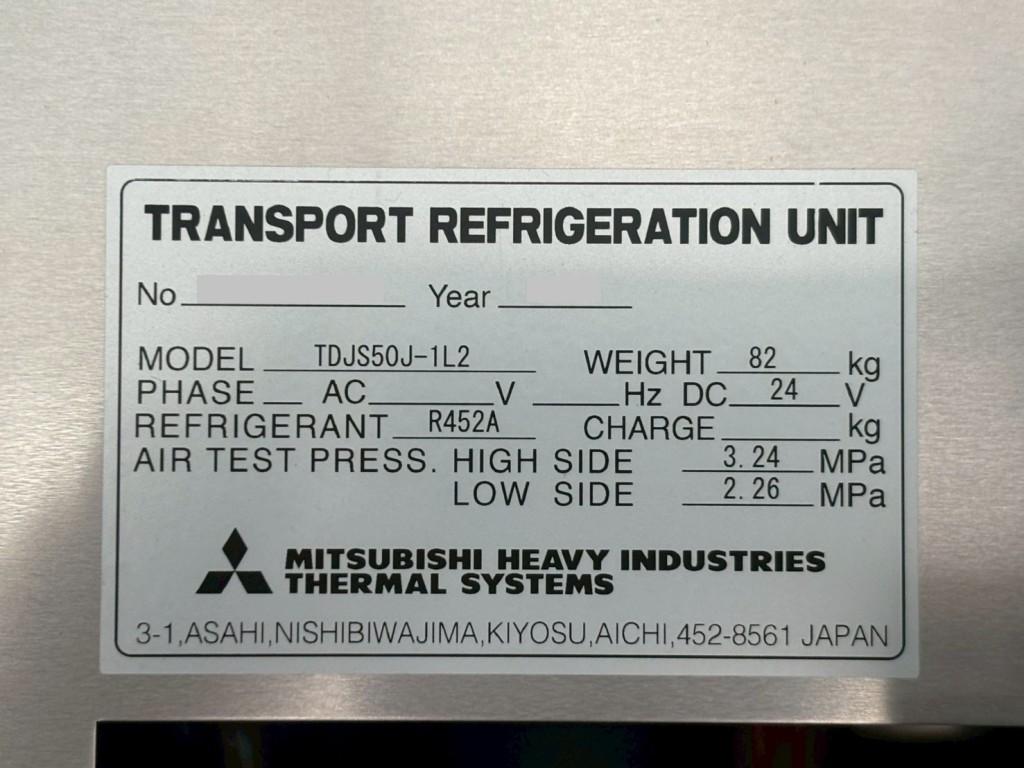 TRANSPORT REFRIGERATION UNIT
No Year
MODEL TDJS50J-1L2 WEIGHT 82 kg
PHASE AC V Hz DC 24 V
REFRIGERANT R452A CHARGE kg
AIR TEST PRESS. HIGH SIDE 3.24 MPa
LOW SIDE 2.26 MPa
MITSUBISHI HEAVY INDUSTRIES
THERMAL SYSTEMS
3-1,ASAHI,NISHIBIWAJIMA,KIYOSU,AICHI,452-8561 JAPAN